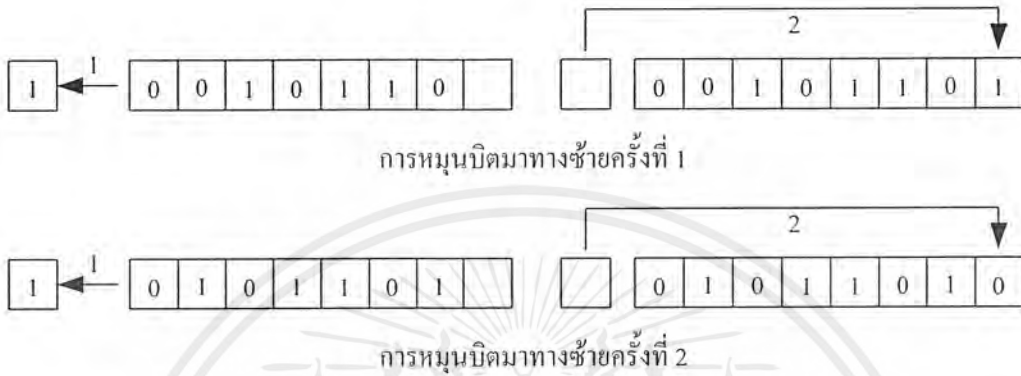 2
1
1 0 0 1 0 1 1 0 0 0 1 0 1 1 0 1
การหมุนบิตมาทางซ้ายครั้งที่ 1
2
1
1 0 1 0 1 1 0 1 0 1 0 1 1 0 1 0
การหมุนบิตมาทางซ้ายครั้งที่ 2